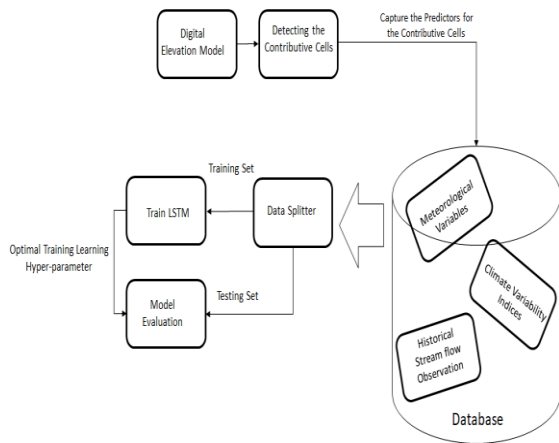 Digital
Elevation Model
Detecting the
Contributive Cells
Capture the Predictors for
the Contributive Cells
Training Set
Train LSTM
Data Splitter
Meteorological
Variables
Optimal Training Learning
Hyper-parameter
Climate Variability
Indices
Model
Evaluation
Testing Set
Historical
Stream flow
Observation
Database